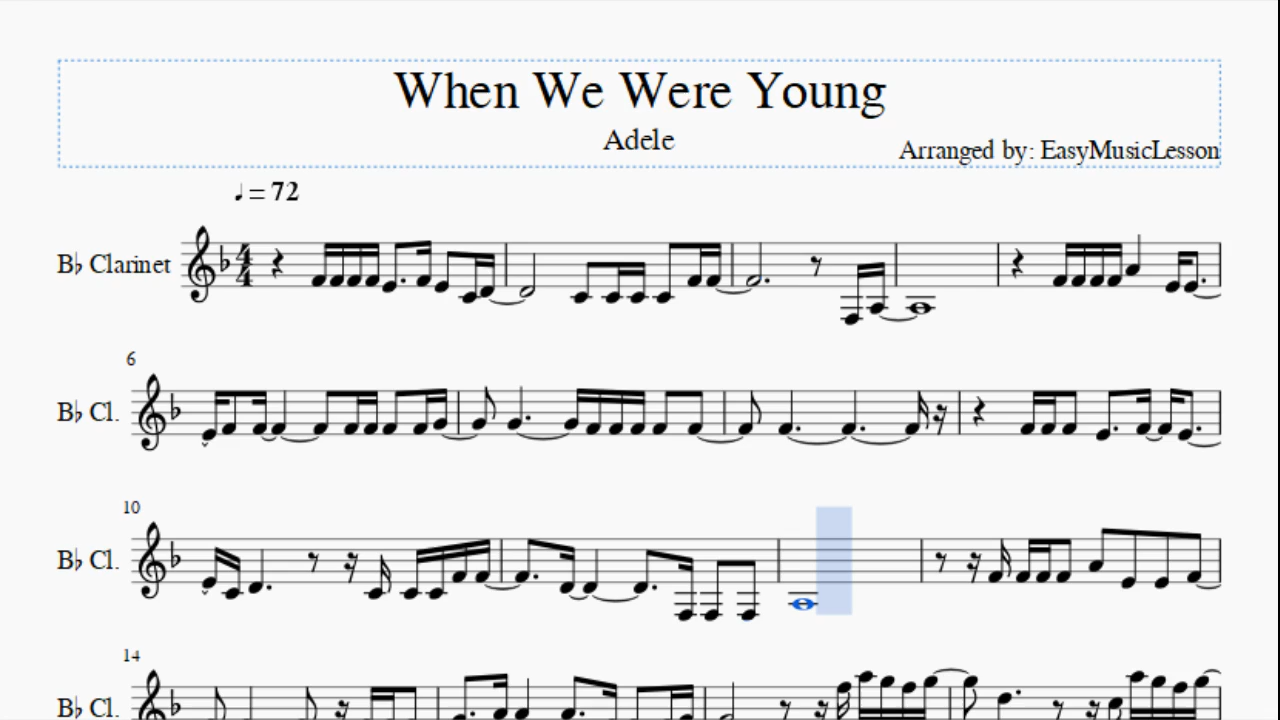 When We Were Young
Adele
Arranged by: EasyMusicLesson
♩ = 72
B♭ Clarinet
4
4
6
B♭ Cl.
10
B♭ Cl.
14
B♭ Cl.